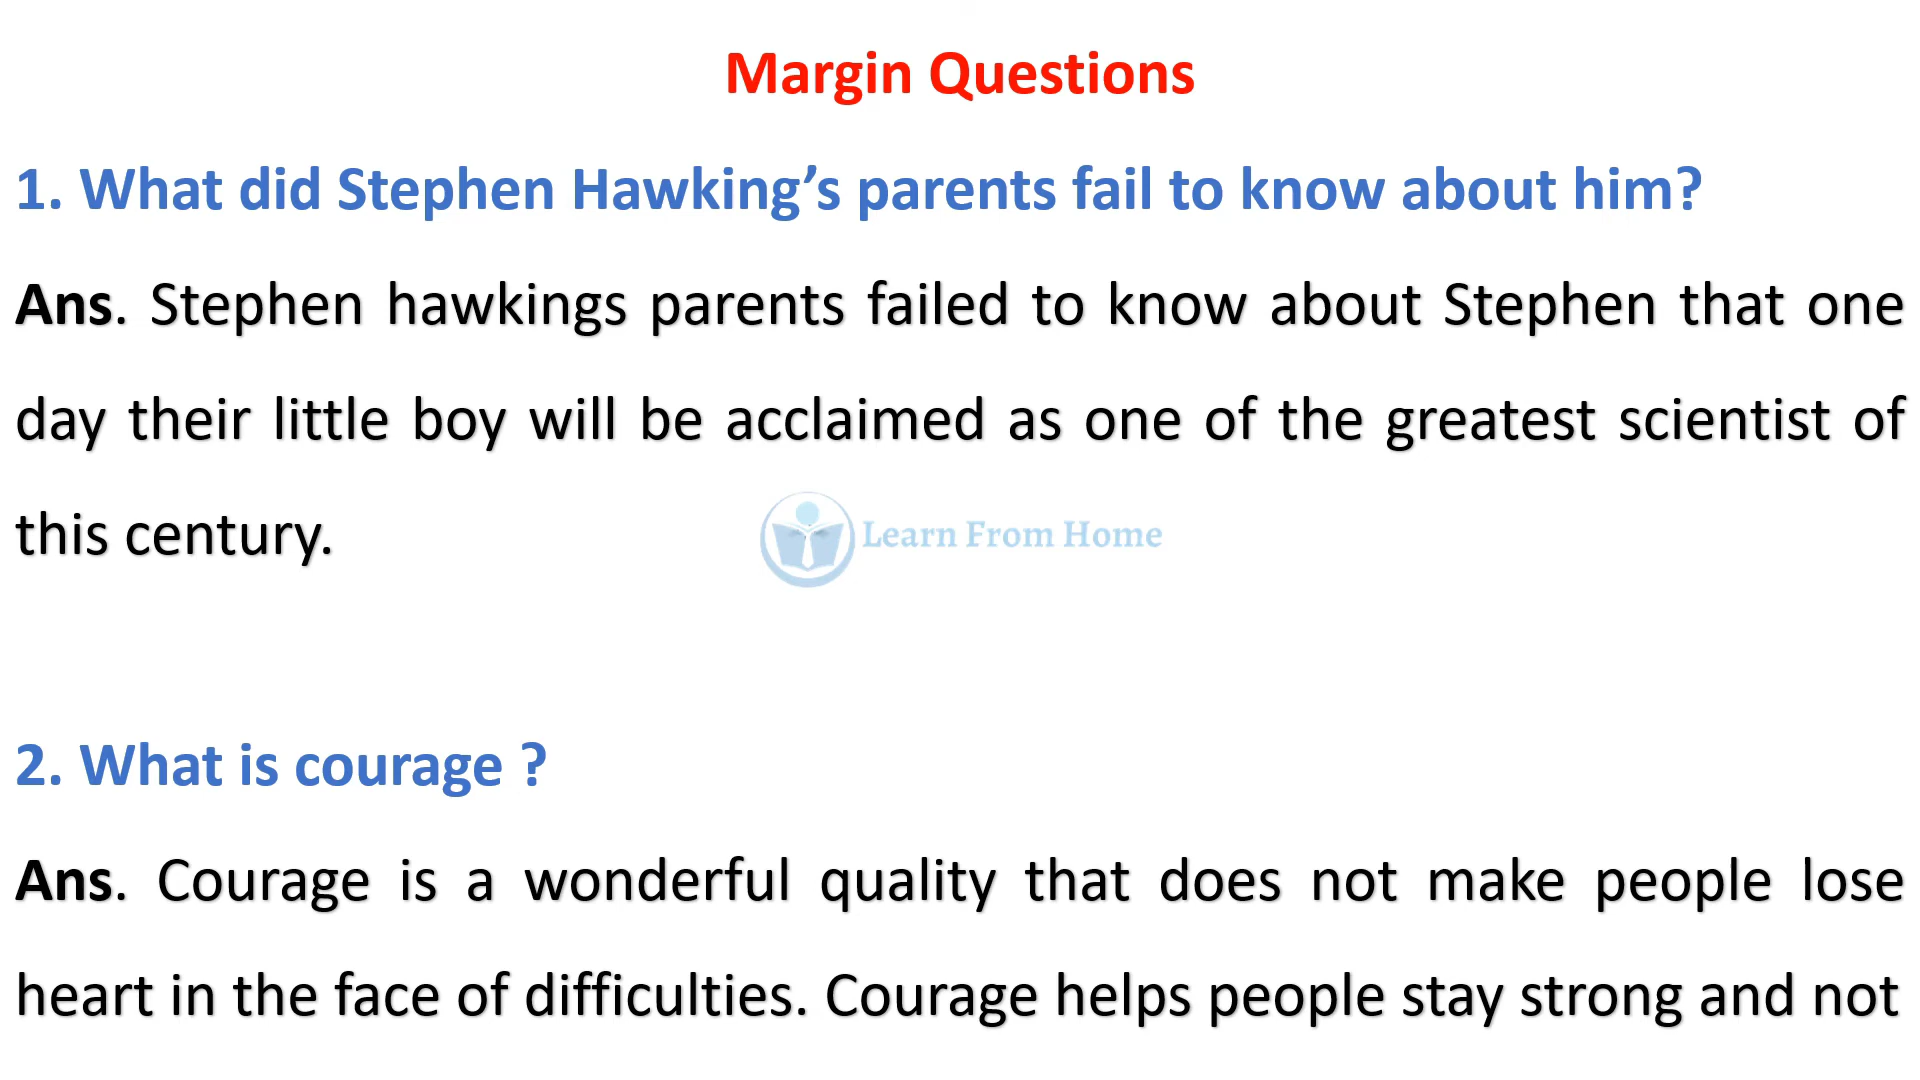 Margin Questions
1. What did Stephen Hawking’s parents fail to know about him?
Ans. Stephen hawkings parents failed to know about Stephen that one
day their little boy will be acclaimed as one of the greatest scientist of
this century.
Learn From Home
2. What is courage ?
Ans. Courage is a wonderful quality that does not make people lose
heart in the face of difficulties. Courage helps people stay strong and not